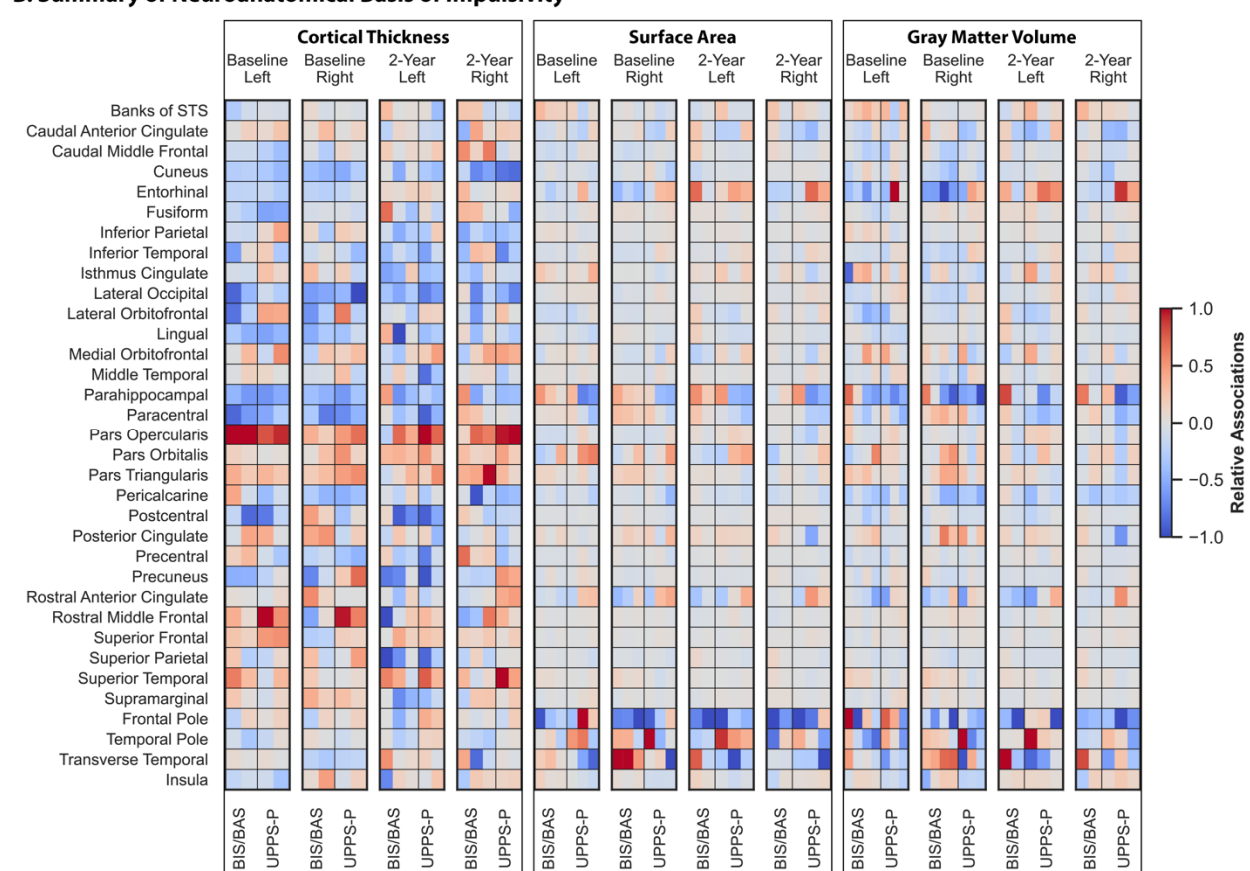 B. Summary of Neuroanatomical Basis of Impulsivity
Cortical Thickness Surface Area Gray Matter Volume
Baseline Left Baseline Right 2-Year Left 2-Year Right Baseline Left Baseline Right 2-Year Left 2-Year Right Baseline Left Baseline Right 2-Year Left 2-Year Right
Banks of STS
Caudal Anterior Cingulate
Caudal Middle Frontal
Cuneus
Entorhinal
Fusiform
Inferior Parietal
Inferior Temporal
Isthmus Cingulate
Lateral Occipital
Lateral Orbitofrontal
Lingual
Medial Orbitofrontal
Middle Temporal
Parahippocampal
Paracentral
Pars Opercularis
Pars Orbitalis
Pars Triangularis
Pericalcarine
Postcentral
Posterior Cingulate
Precentral
Precuneus
Rostral Anterior Cingulate
Rostral Middle Frontal
Superior Frontal
Superior Parietal
Superior Temporal
Supramarginal
Frontal Pole
Temporal Pole
Transverse Temporal
Insula
BIS/BAS UPPS-P BIS/BAS UPPS-P BIS/BAS UPPS-P BIS/BAS UPPS-P BIS/BAS UPPS-P BIS/BAS UPPS-P BIS/BAS UPPS-P BIS/BAS UPPS-P BIS/BAS UPPS-P BIS/BAS UPPS-P BIS/BAS UPPS-P BIS/BAS UPPS-P
1.0
0.5
0.0
−0.5
−1.0
Relative Associations